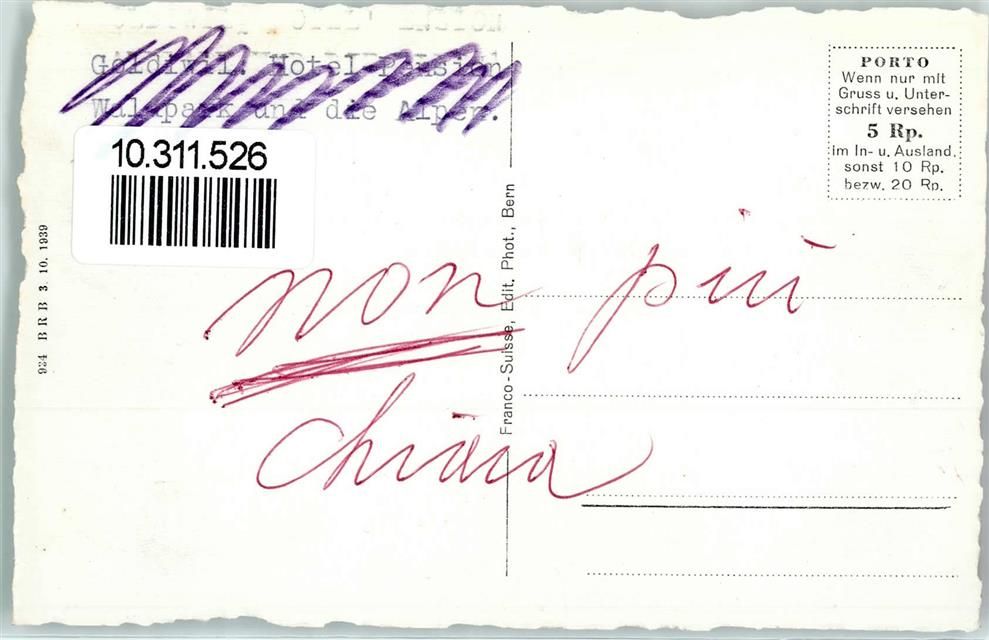 Goldiwil. Hotel-Pension
Waldpark und die Alpen.
10.311.526
934 BRB 3. 10. 1939
Franco-Suisse, Edit. Phot., Bern
PORTO
Wenn nur mit
Gruss u. Unter-
schrift versehen
5 Rp.
im In- u. Ausland.
sonst 10 Rp.
bezw. 20 Rp.
non più
chiara